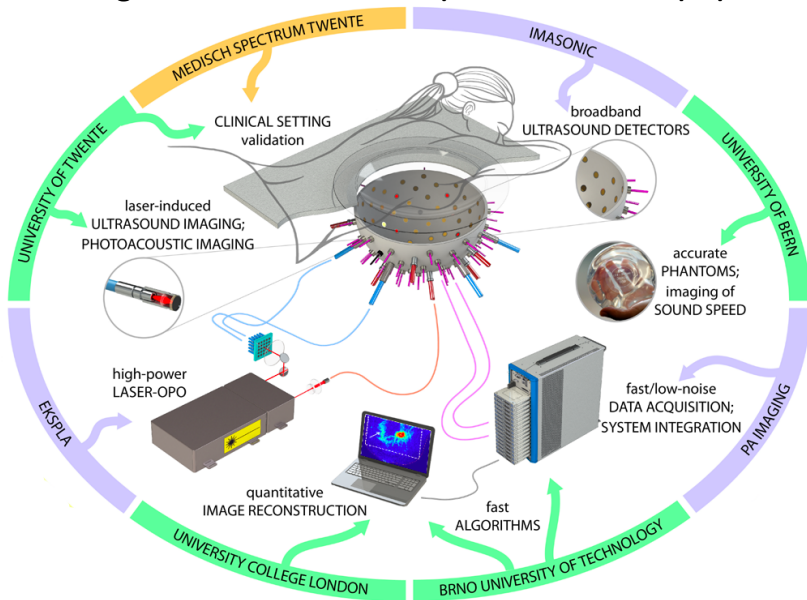 MEDISCH SPECTRUM TWENTE
IMASONIC
CLINICAL SETTING
validation
broadband
ULTRASOUND DETECTORS
UNIVERSITY OF TWENTE
UNIVERSITY OF BERN
laser-induced
ULTRASOUND IMAGING;
PHOTOACOUSTIC IMAGING
accurate
PHANTOMS;
imaging of
SOUND SPEED
high-power
LASER-OPO
fast/low-noise
DATA ACQUISITION;
SYSTEM INTEGRATION
EKSPLA
PA IMAGING
quantitative
IMAGE RECONSTRUCTION
fast
ALGORITHMS
UNIVERSITY COLLEGE LONDON
BRNO UNIVERSITY OF TECHNOLOGY